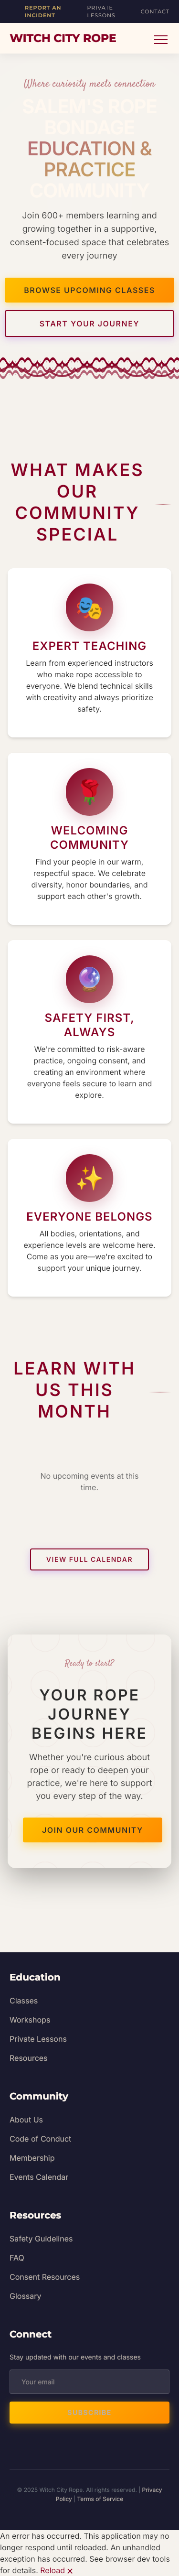 REPORT AN
INCIDENT
PRIVATE
LESSONS
CONTACT
WITCH CITY ROPE
Where curiosity meets connection
SALEM'S ROPE
BONDAGE
EDUCATION &
PRACTICE
COMMUNITY
Join 600+ members learning and
growing together in a supportive,
consent-focused space that celebrates
every journey
BROWSE UPCOMING CLASSES
START YOUR JOURNEY
WHAT MAKES
OUR
COMMUNITY
SPECIAL
EXPERT TEACHING
Learn from experienced instructors
who make rope accessible to
everyone. We blend technical skills
with creativity and always prioritize
safety.
WELCOMING
COMMUNITY
Find your people in our warm,
respectful space. We celebrate
diversity, honor boundaries, and
support each other's growth.
SAFETY FIRST,
ALWAYS
We're committed to risk-aware
practice, ongoing consent, and
creating an environment where
everyone feels secure to learn and
explore.
EVERYONE BELONGS
All bodies, orientations, and
experience levels are welcome here.
Come as you are—we're excited to
support your unique journey.
LEARN WITH
US THIS
MONTH
No upcoming events at this
time.
VIEW FULL CALENDAR
Ready to start?
YOUR ROPE
JOURNEY
BEGINS HERE
Whether you're curious about
rope or ready to deepen your
practice, we're here to support
you every step of the way.
JOIN OUR COMMUNITY
Education
Classes
Workshops
Private Lessons
Resources
Community
About Us
Code of Conduct
Membership
Events Calendar
Resources
Safety Guidelines
FAQ
Consent Resources
Glossary
Connect
Stay updated with our events and classes
Your email
SUBSCRIBE
© 2025 Witch City Rope. All rights reserved. | Privacy
Policy | Terms of Service
An error has occurred. This application may no
longer respond until reloaded. An unhandled
exception has occurred. See browser dev tools
for details. Reload ✕